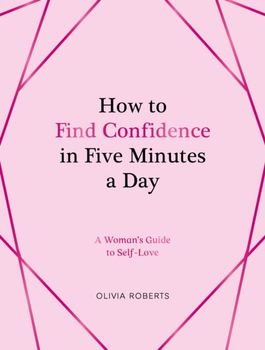 How to
Find Confidence
in Five Minutes
a Day
A Woman's Guide
to Self-Love
OLIVIA ROBERTS